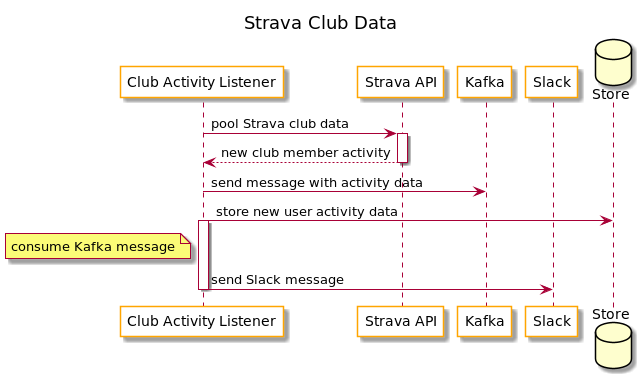 Strava Club Data
Store
Club Activity Listener
Strava API
Kafka
Slack
pool Strava club data
new club member activity
send message with activity data
store new user activity data
consume Kafka message
send Slack message
Club Activity Listener
Strava API
Kafka
Slack
Store